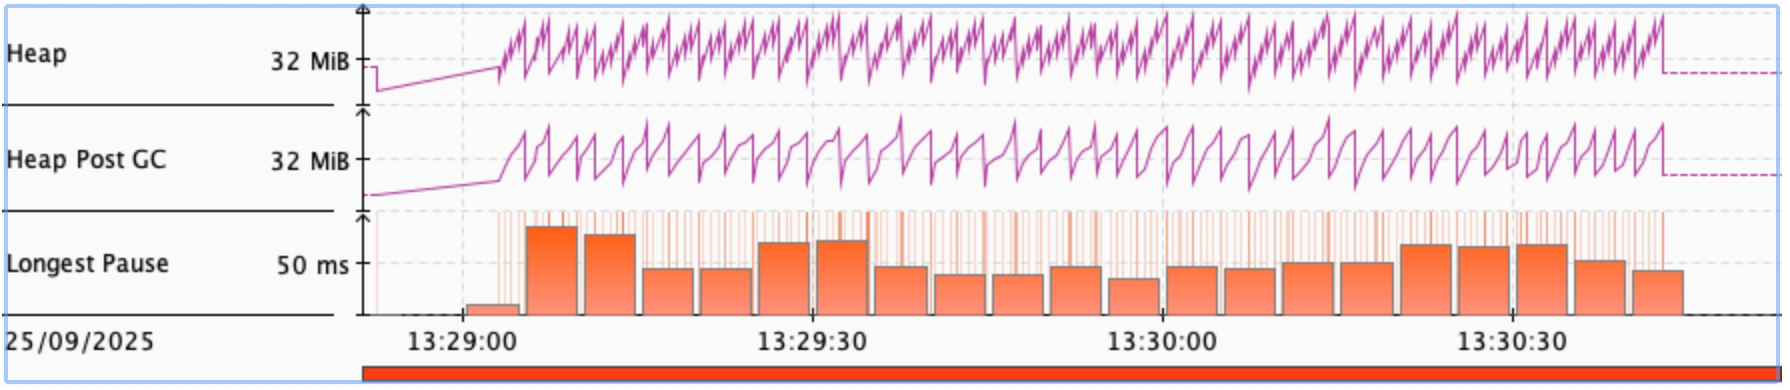 Heap 32 MiB
Heap Post GC 32 MiB
Longest Pause 50 ms
25/09/2025 13:29:00 13:29:30 13:30:00 13:30:30